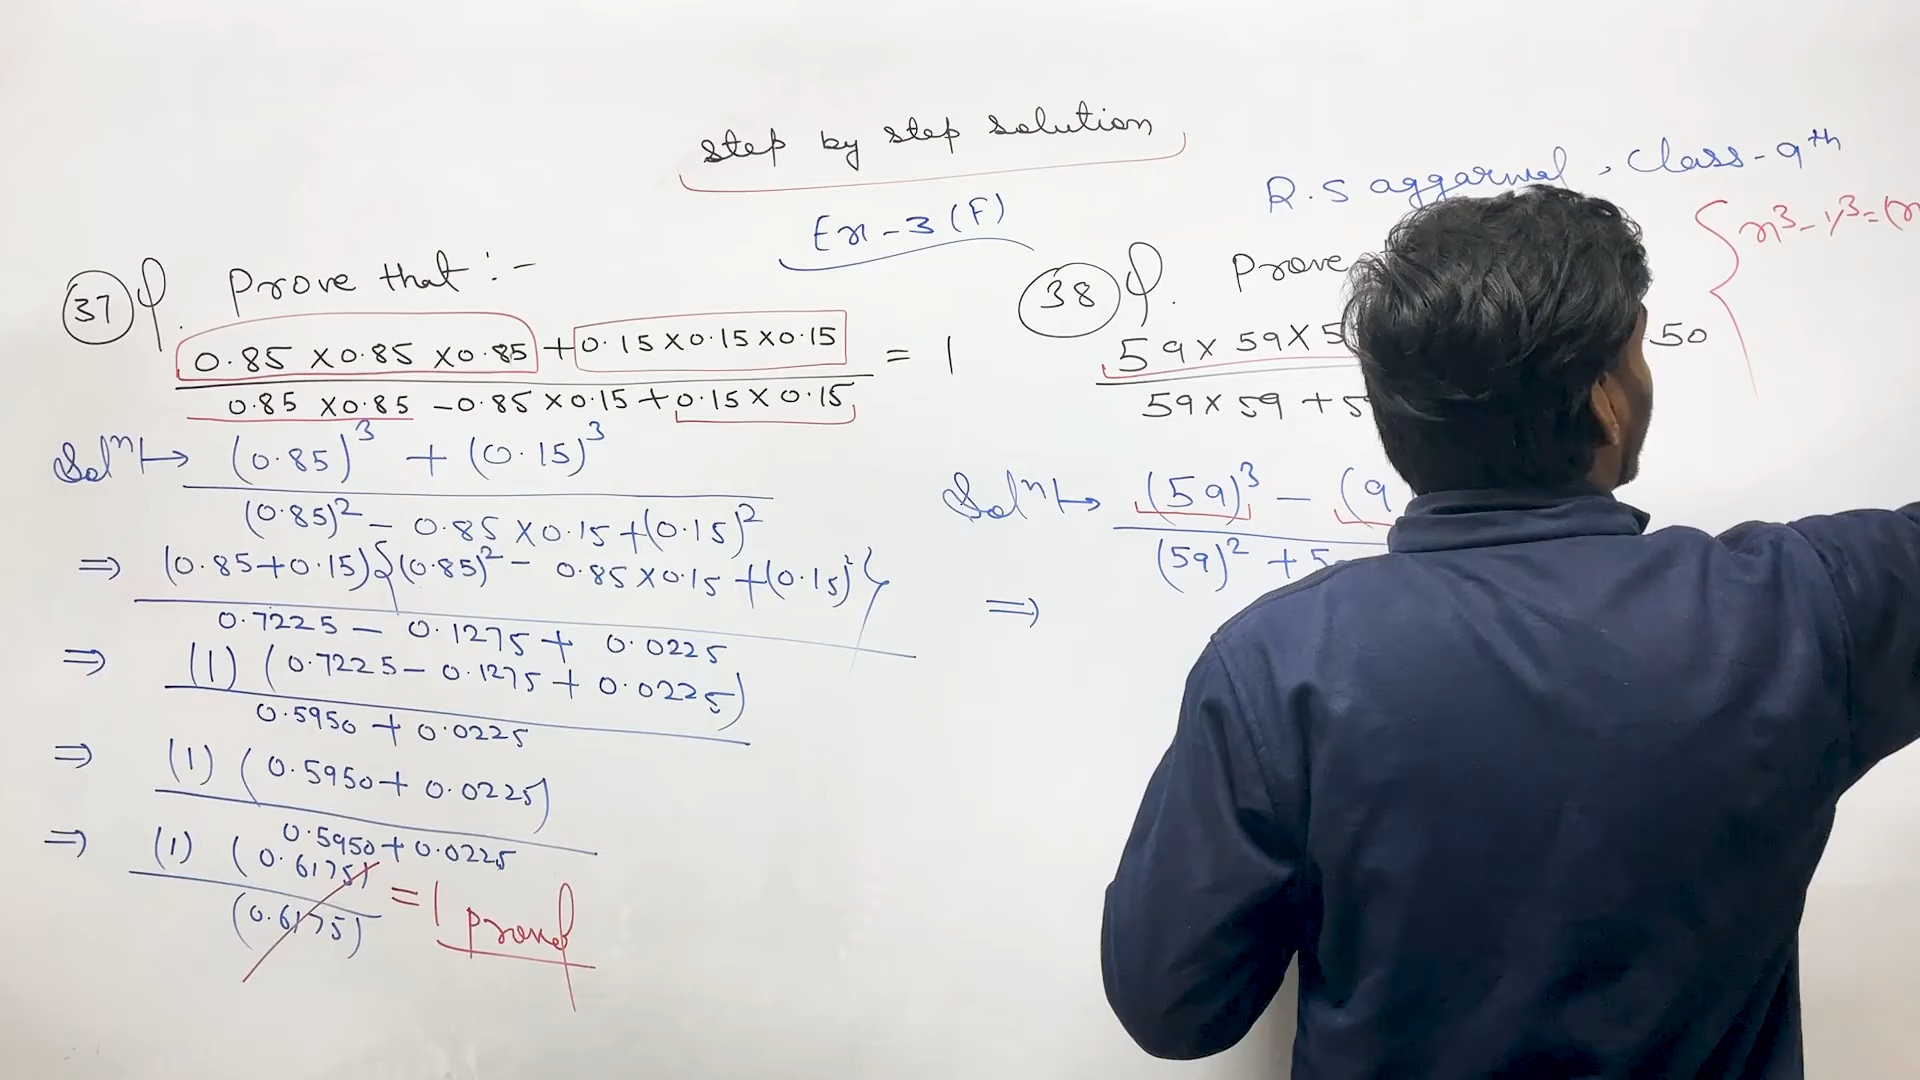 step by step solution
R.S aggarwal, Class-9th
Ex-3(F)
37 Q. Prove that :-
0.85 × 0.85 × 0.85 + 0.15 × 0.15 × 0.15 = 1
0.85 × 0.85 - 0.85 × 0.15 + 0.15 × 0.15
Solⁿ↦ (0.85)³ + (0.15)³
(0.85)² - 0.85 × 0.15 + (0.15)²
⇒ (0.85+0.15){(0.85)² - 0.85 × 0.15 + (0.15)²}
0.7225 - 0.1275 + 0.0225
⇒ (1) (0.7225 - 0.1275 + 0.0225)
0.5950 + 0.0225
⇒ (1) (0.5950 + 0.0225)
0.5950 + 0.0225
⇒ (1) (0.6175)
(0.6175)
= 1 proved
38 Q. Prove
59 × 59 × 5
50
59 × 59 + 5
Solⁿ↦ (59)³ - (9
(59)² + 5
⇒
{ x³ - y³ = (x